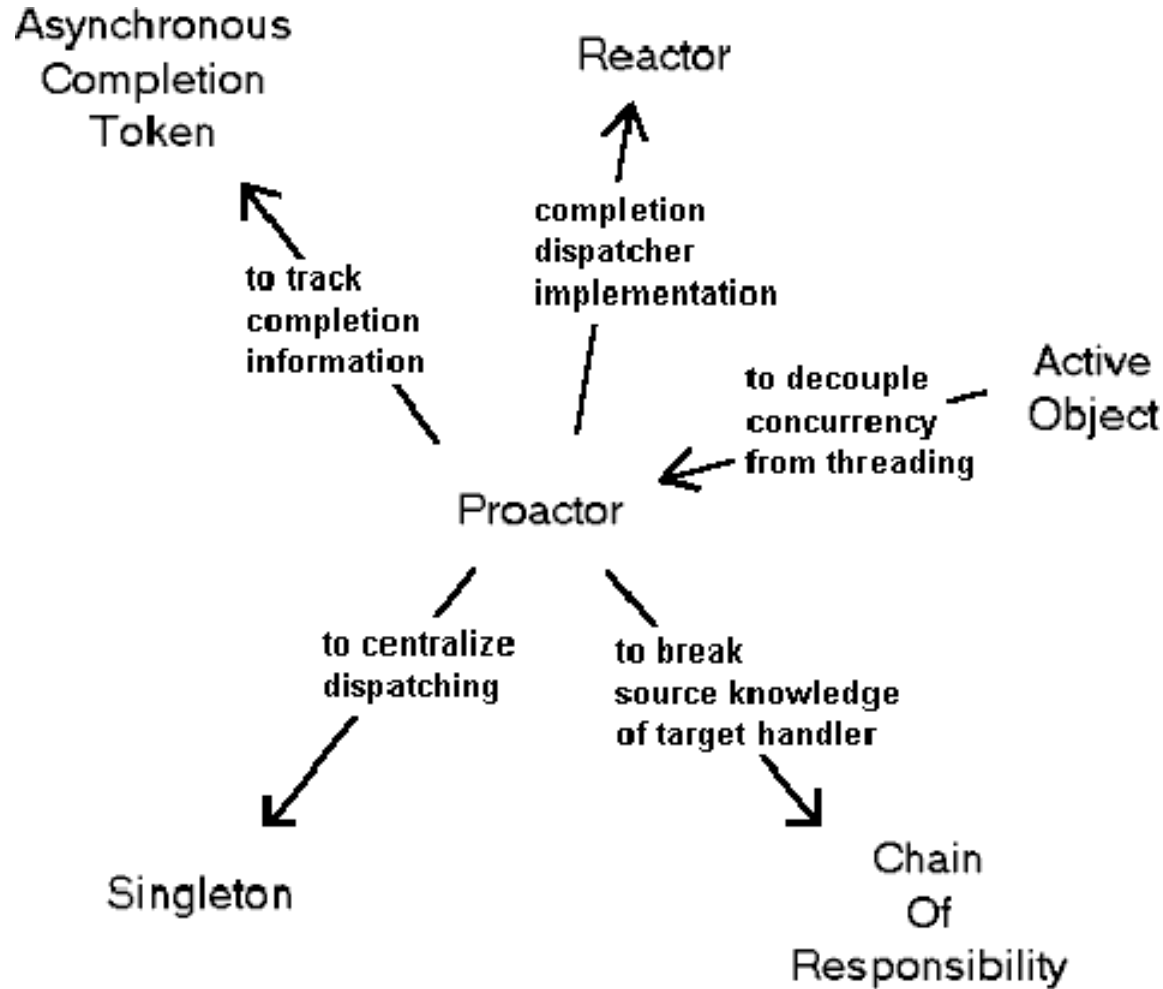 Asynchronous
Completion
Token
Reactor
completion
dispatcher
implementation
to track
completion
information
Active
Object
to decouple
concurrency
from threading
Proactor
to centralize
dispatching
to break
source knowledge
of target handler
Singleton
Chain
Of
Responsibility